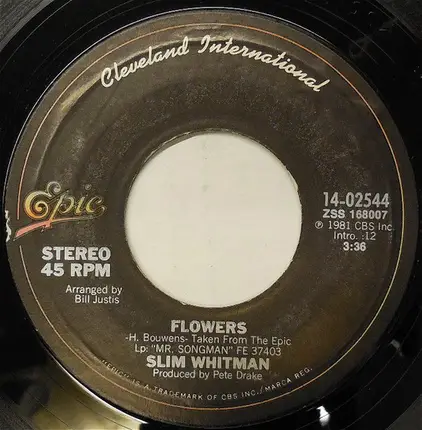 Cleveland International
Epic
14-02544
ZSS 168007
℗ 1981 CBS Inc.
Intro. :12
3:36
STEREO
45 RPM
Arranged by
Bill Justis
FLOWERS
-H. Bouwens- Taken From The Epic
Lp: "MR. SONGMAN" FE 37403
SLIM WHITMAN
Produced by Pete Drake
IS A TRADEMARK OF CBS INC./MARCA REG.